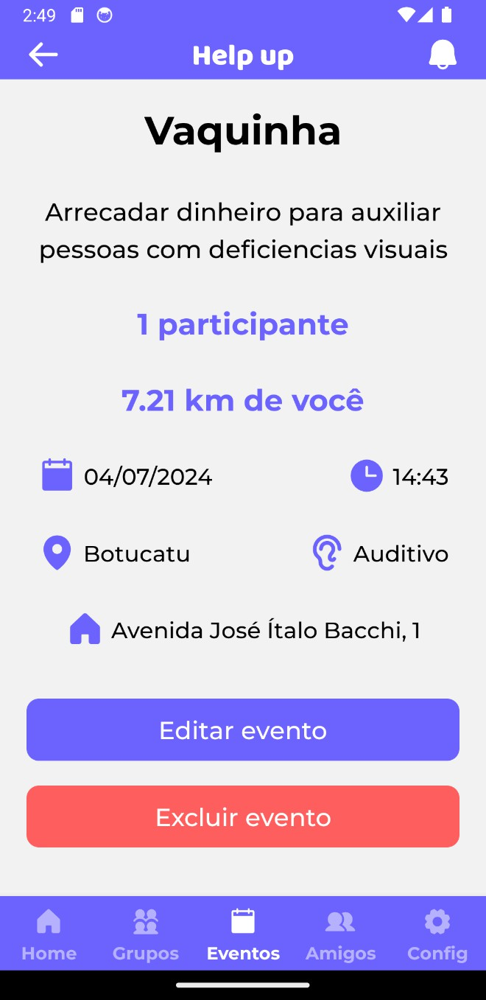 2:49
Help up
Vaquinha
Arrecadar dinheiro para auxiliar
pessoas com deficiencias visuais
1 participante
7.21 km de você
04/07/2024
14:43
Botucatu
Auditivo
Avenida José Ítalo Bacchi, 1
Editar evento
Excluir evento
Home
Grupos
Eventos
Amigos
Config